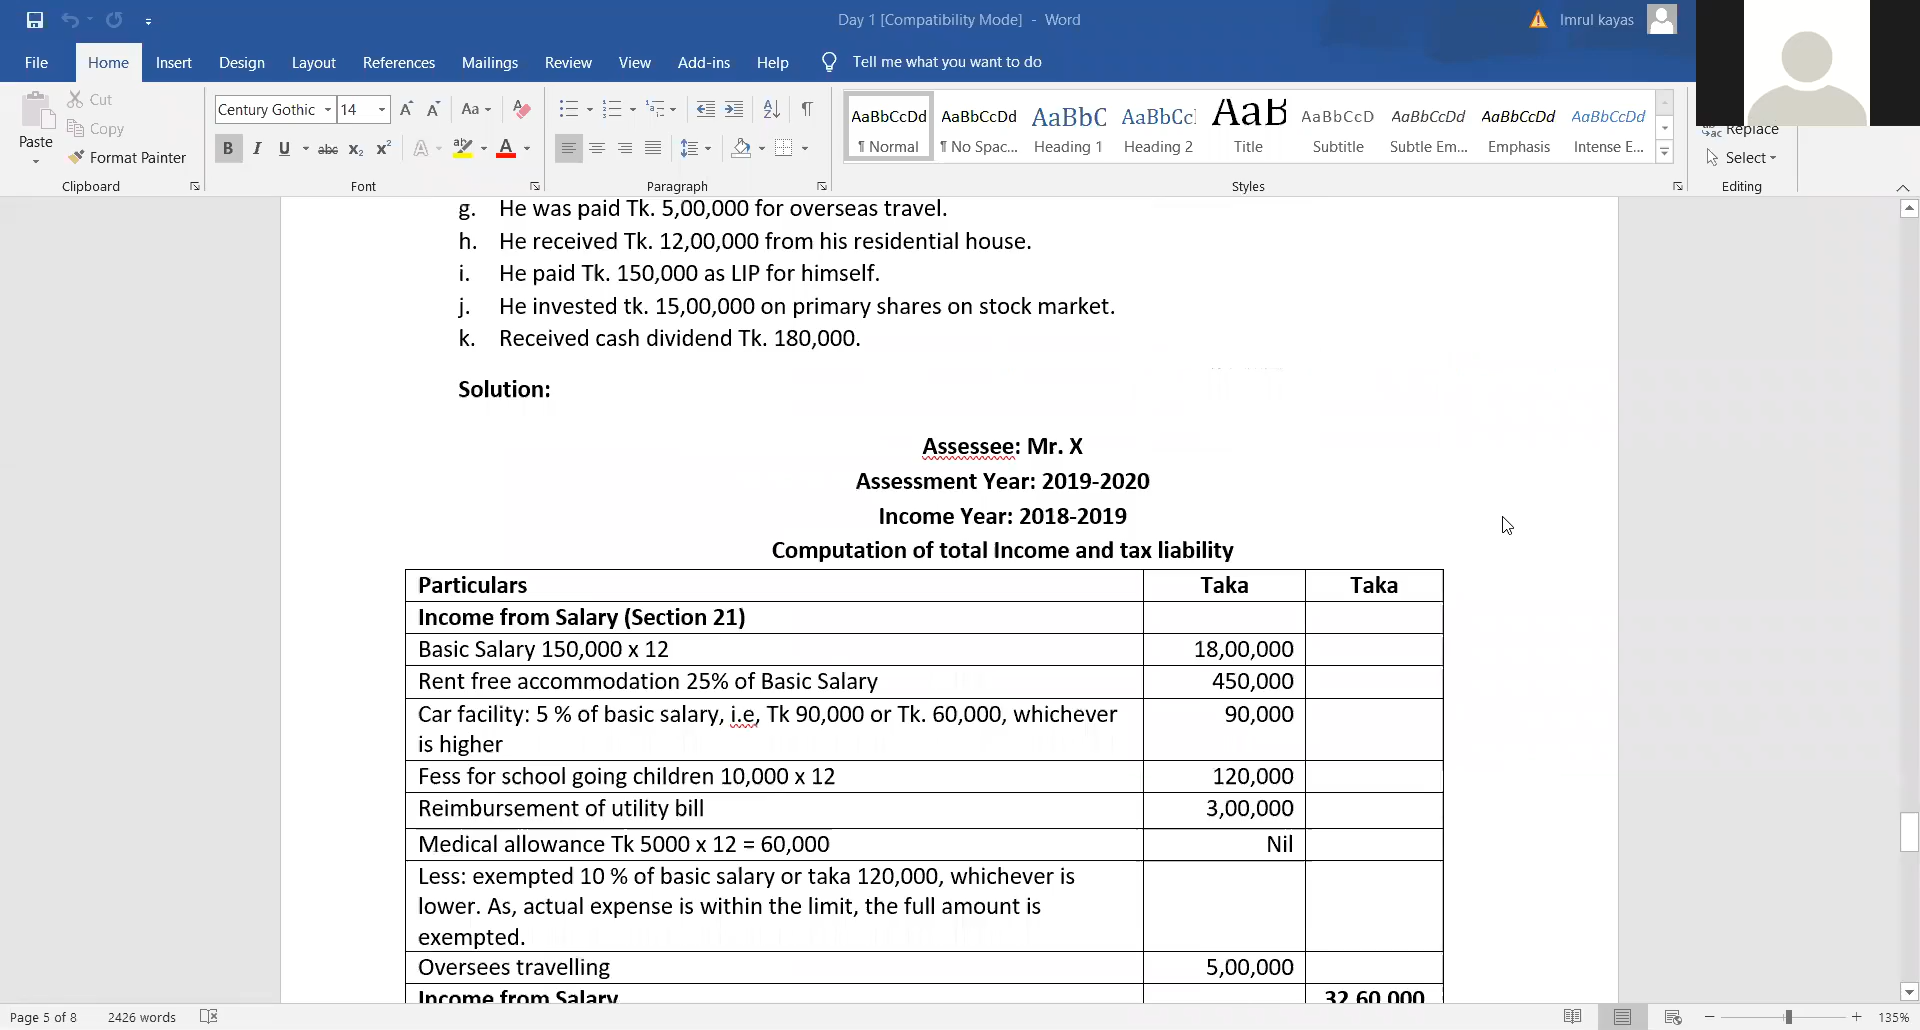 Day 1 [Compatibility Mode] - Word
Imrul kayas
File Home Insert Design Layout References Mailings Review View Add-ins Help Tell me what you want to do
Paste
Cut
Copy
Format Painter
Clipboard
Century Gothic 14
Font
Paragraph
AaBbCcDd AaBbCcDd AaBbC AaBbCcl AaB AaBbCcD AaBbCcDd AaBbCcDd AaBbCcDd
¶ Normal ¶ No Spac... Heading 1 Heading 2 Title Subtitle Subtle Em... Emphasis Intense E...
Styles
Replace
Select
Editing
g. He was paid Tk. 5,00,000 for overseas travel.
h. He received Tk. 12,00,000 from his residential house.
i. He paid Tk. 150,000 as LIP for himself.
j. He invested tk. 15,00,000 on primary shares on stock market.
k. Received cash dividend Tk. 180,000.
Solution:
Assessee: Mr. X
Assessment Year: 2019-2020
Income Year: 2018-2019
Computation of total Income and tax liability
Particulars Taka Taka
Income from Salary (Section 21)
Basic Salary 150,000 x 12 18,00,000
Rent free accommodation 25% of Basic Salary 450,000
Car facility: 5 % of basic salary, i.e, Tk 90,000 or Tk. 60,000, whichever 90,000
is higher
Fess for school going children 10,000 x 12 120,000
Reimbursement of utility bill 3,00,000
Medical allowance Tk 5000 x 12 = 60,000 Nil
Less: exempted 10 % of basic salary or taka 120,000, whichever is
lower. As, actual expense is within the limit, the full amount is
exempted.
Oversees travelling 5,00,000
Income from Salary 32,60,000
Page 5 of 8 2426 words 135%